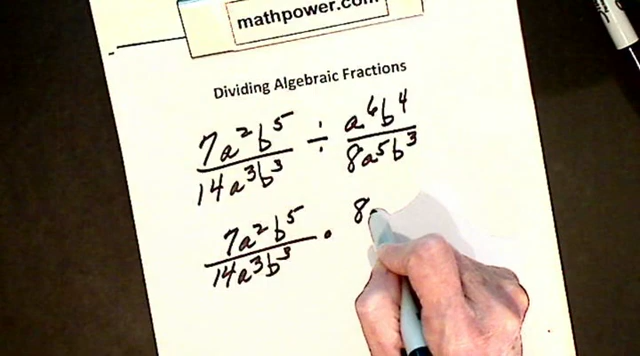 mathpower.com
Dividing Algebraic Fractions
7a²b⁵/14a³b³ ÷ a⁶b⁴/8a⁵b³
7a²b⁵/14a³b³ · 8